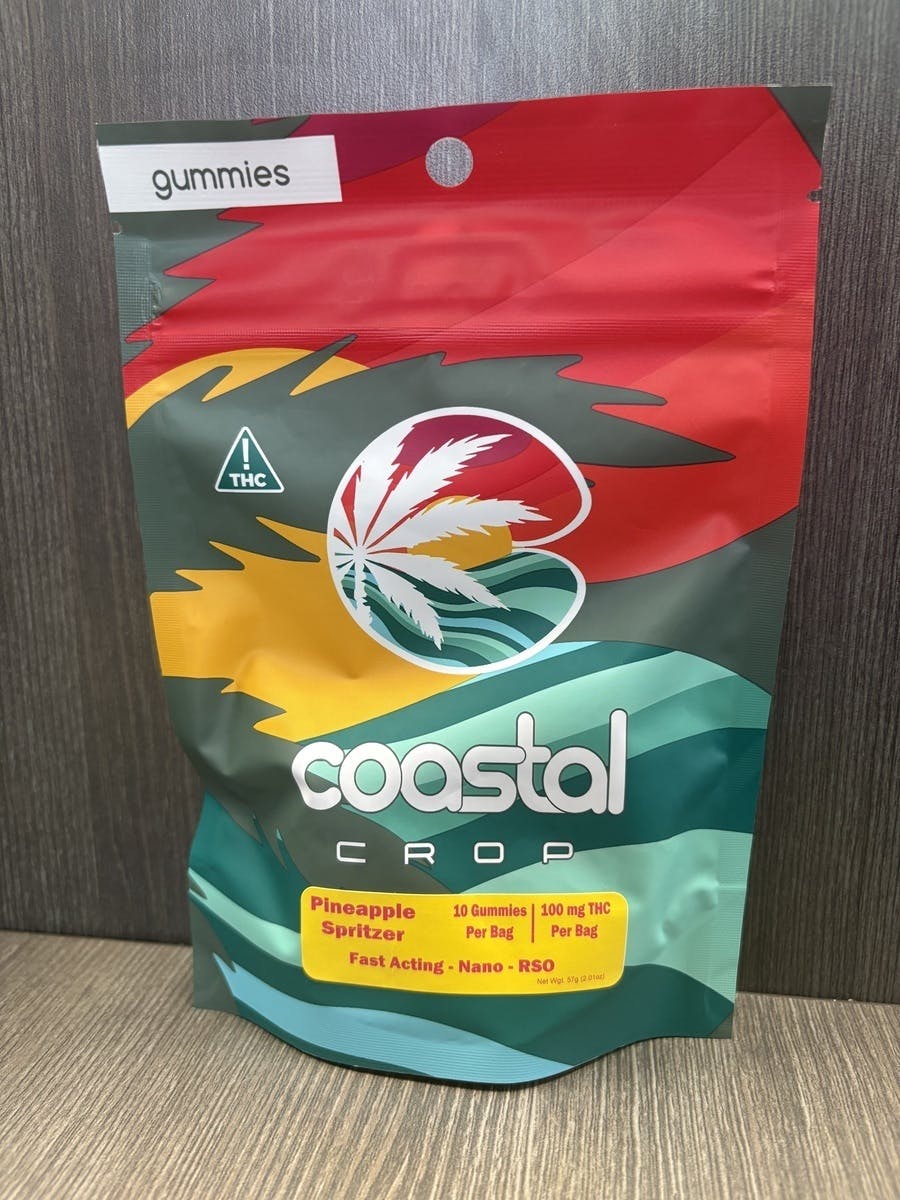 gummies
!
THC
coastal
CROP
Pineapple
Spritzer
10 Gummies
Per Bag
100 mg THC
Per Bag
Fast Acting - Nano - RSO
Net Wgt. 57g (2.01oz)